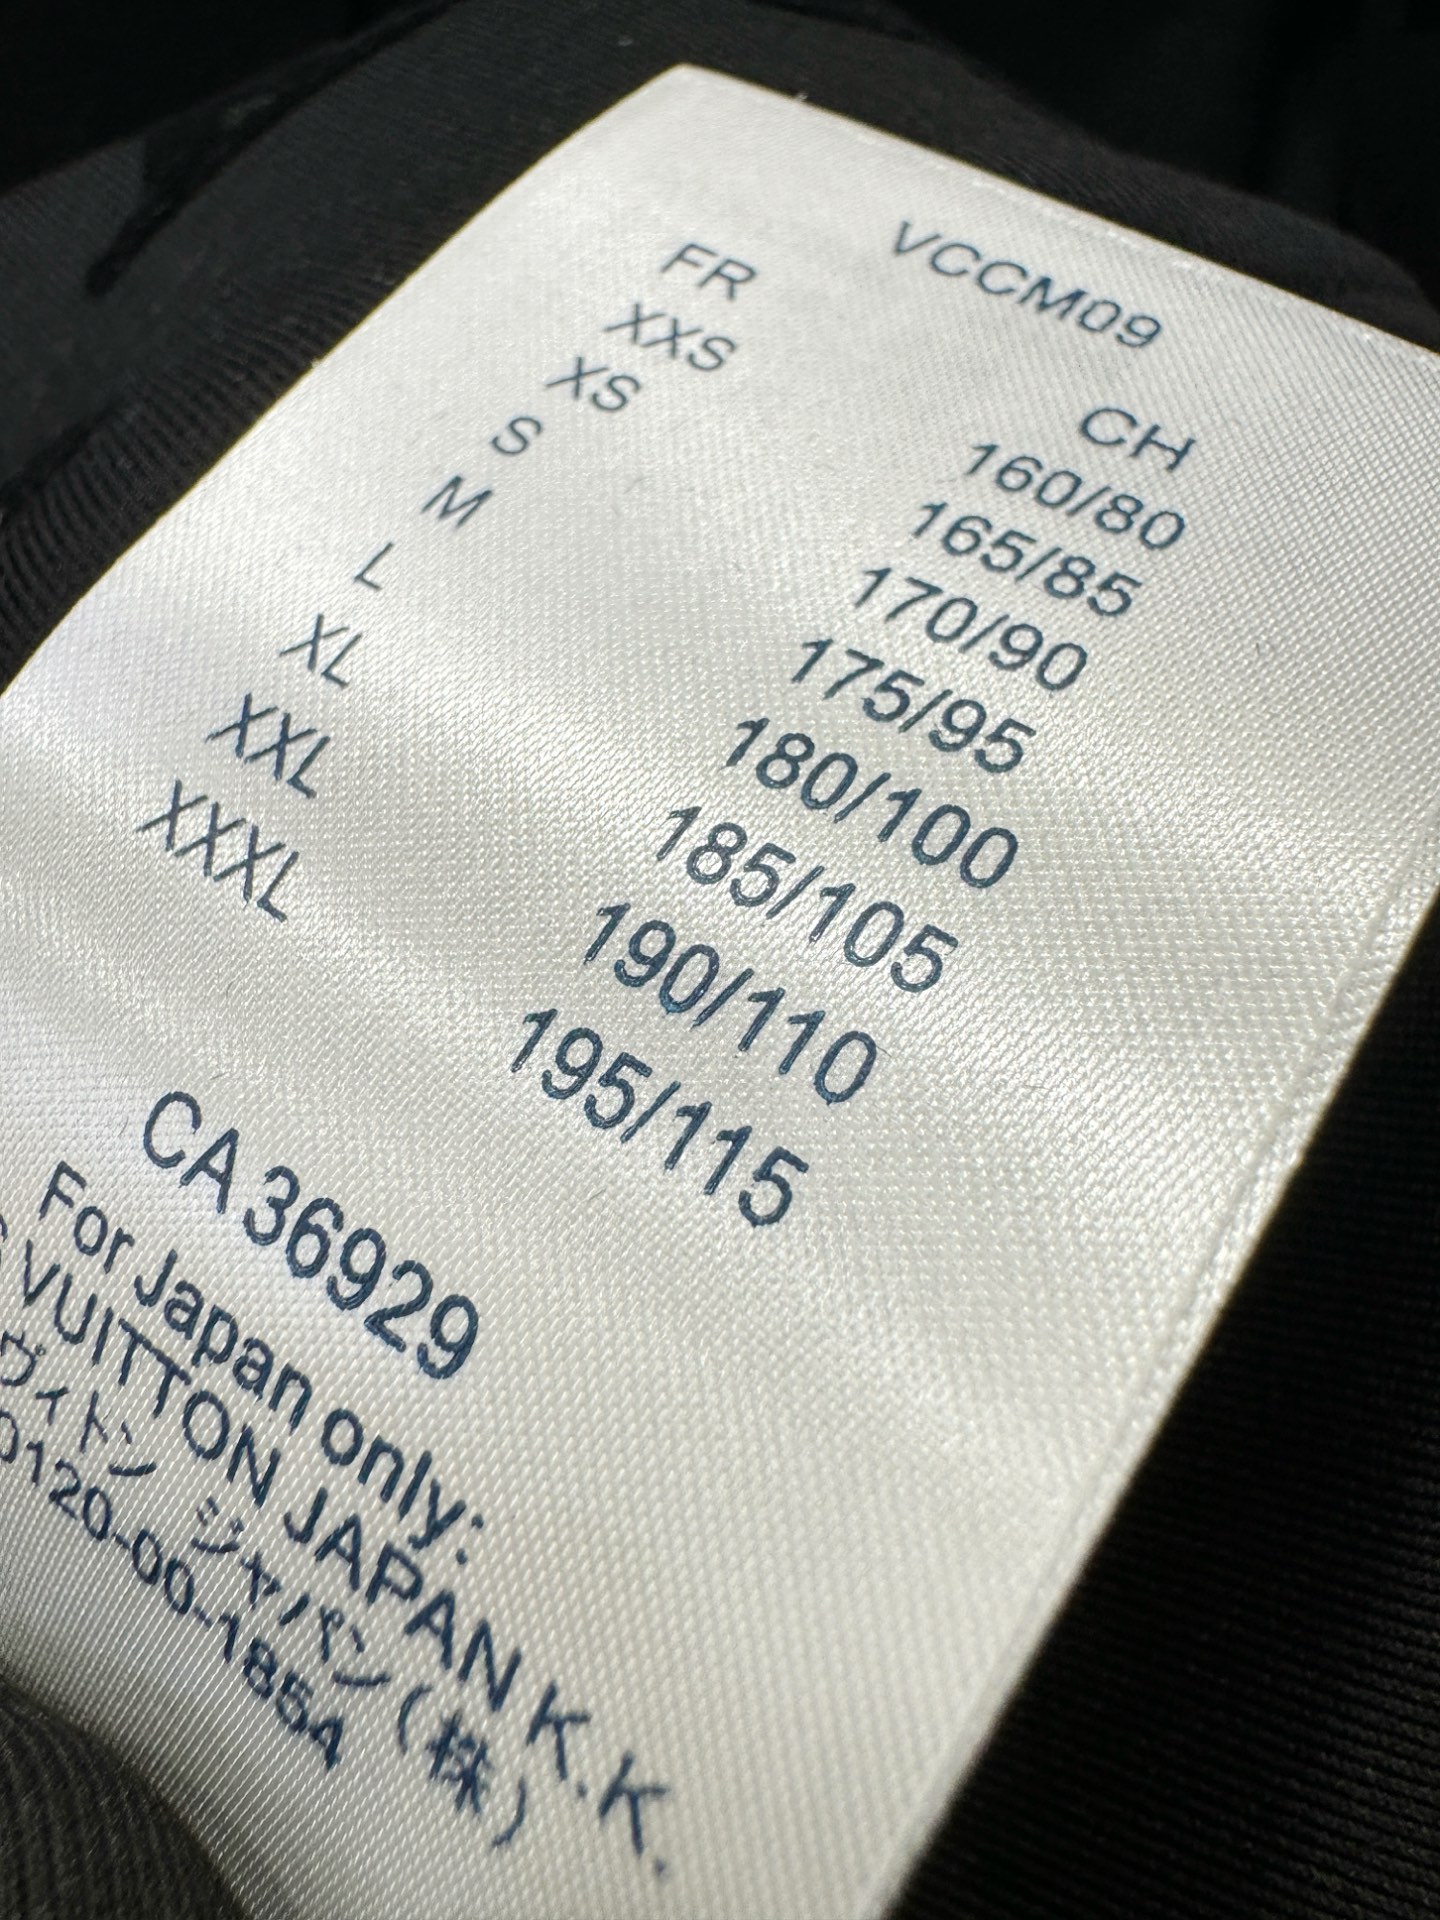 VCCM09
FR CH
XXS 160/80
XS 165/85
S 170/90
M 175/95
L 180/100
XL 185/105
XXL 190/110
XXXL 195/115
CA 36929
For Japan only:
VUITTON JAPAN K.K.
ヴィトン ジャパン(株)
0120-00-1854